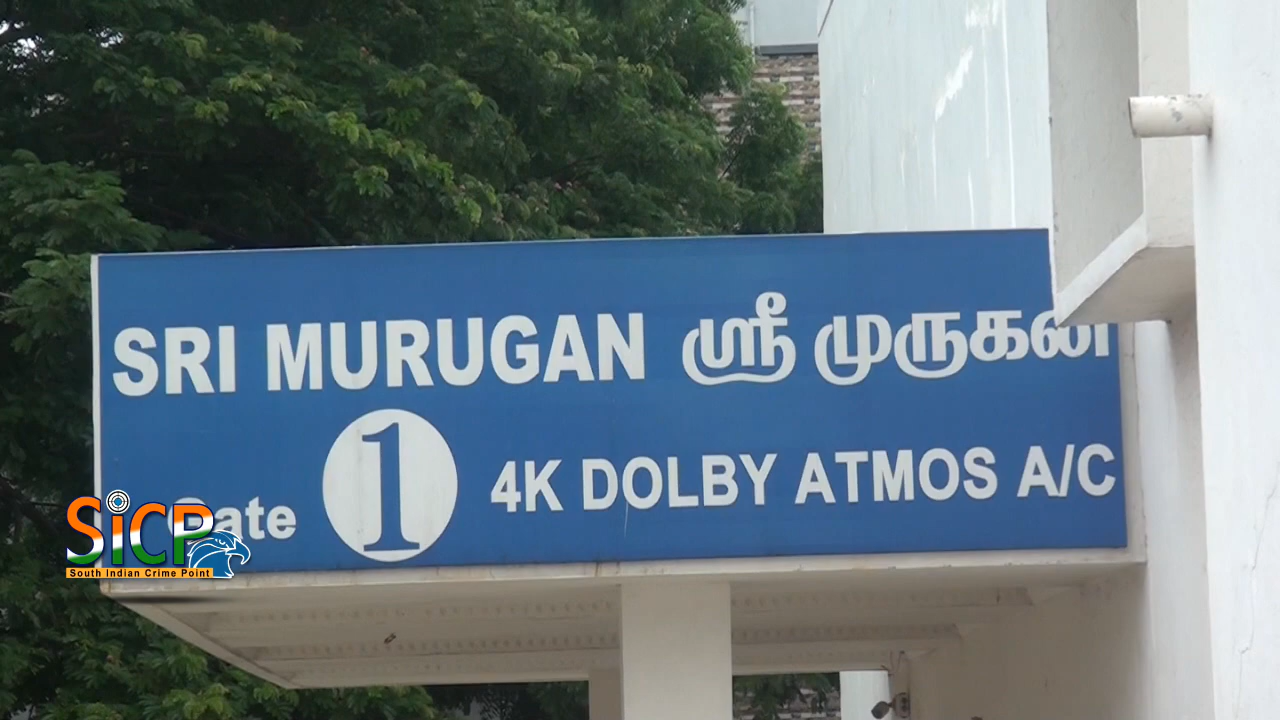 SRI MURUGAN ஸ்ரீ முருகன்
Gate 1 4K DOLBY ATMOS A/C
SiCP
South Indian Crime Point